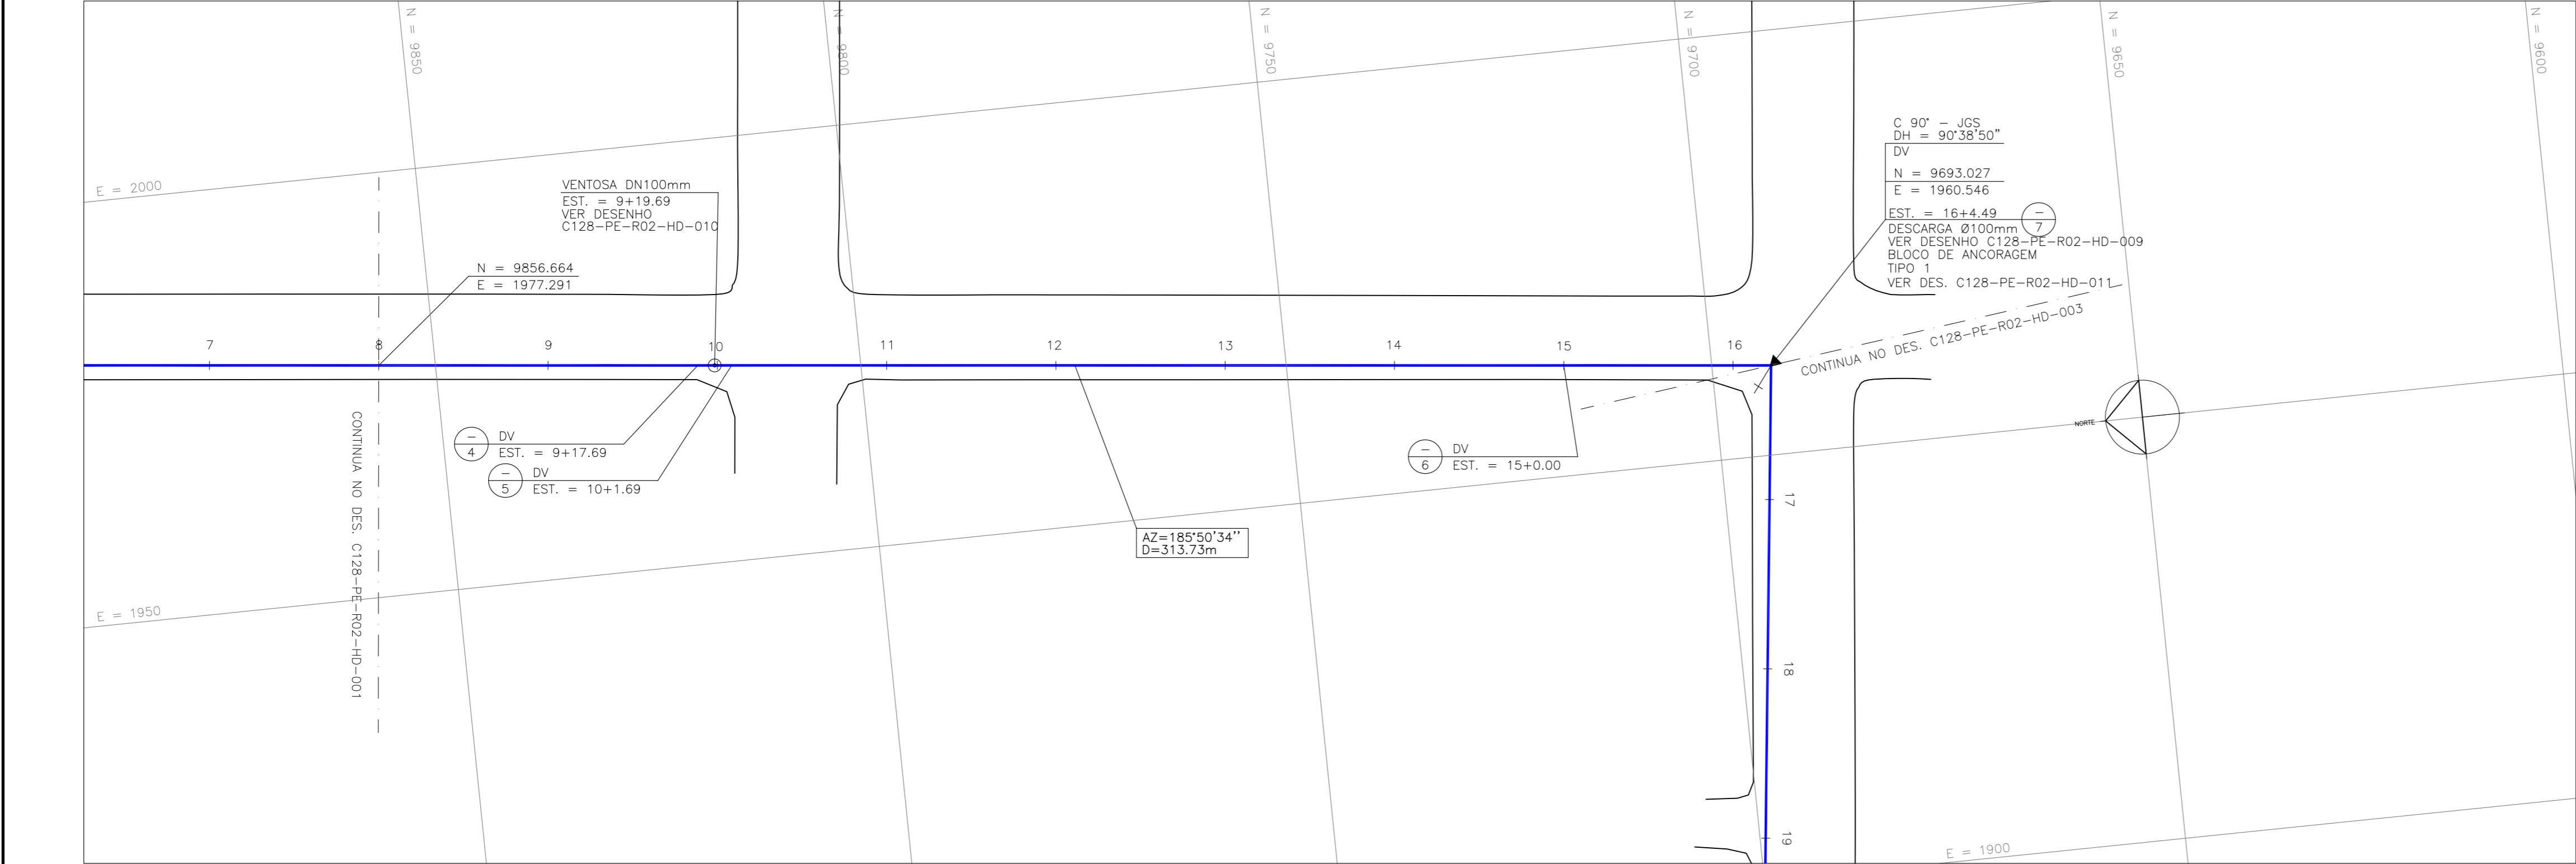 N = 9850
N = 9800
N = 9750
N = 9700
N = 9650
N = 9600
E = 2000
VENTOSA DN100mm
EST. = 9+19.69
VER DESENHO
C128-PE-R02-HD-010
C 90° - JGS
DH = 90°38'50"
DV
N = 9693.027
E = 1960.546
EST. = 16+4.49
-
7
DESCARGA Ø100mm
VER DESENHO C128-PE-R02-HD-009
BLOCO DE ANCORAGEM
TIPO 1
VER DES. C128-PE-R02-HD-011
N = 9856.664
E = 1977.291
7
8
9
10
11
12
13
14
15
16
CONTINUA NO DES. C128-PE-R02-HD-003
NORTE
CONTINUA NO DES. C128-PE-R02-HD-001
-
4
DV
EST. = 9+17.69
-
5
DV
EST. = 10+1.69
-
6
DV
EST. = 15+0.00
17
AZ=185°50'34''
D=313.73m
E = 1950
18
19
E = 1900